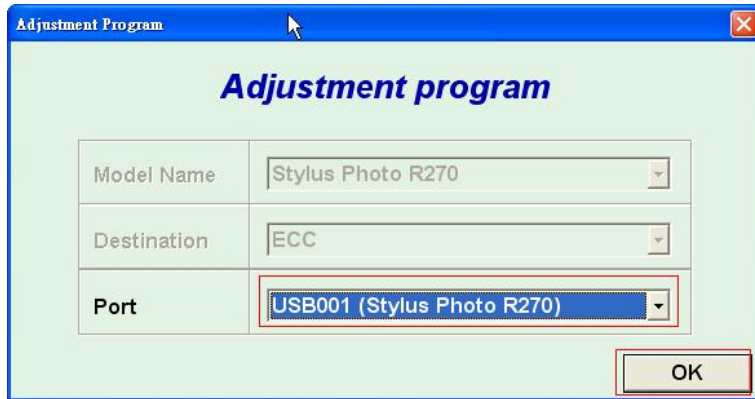 Adjustment Program
Adjustment program
Model Name Stylus Photo R270
Destination ECC
Port USB001 (Stylus Photo R270)
OK